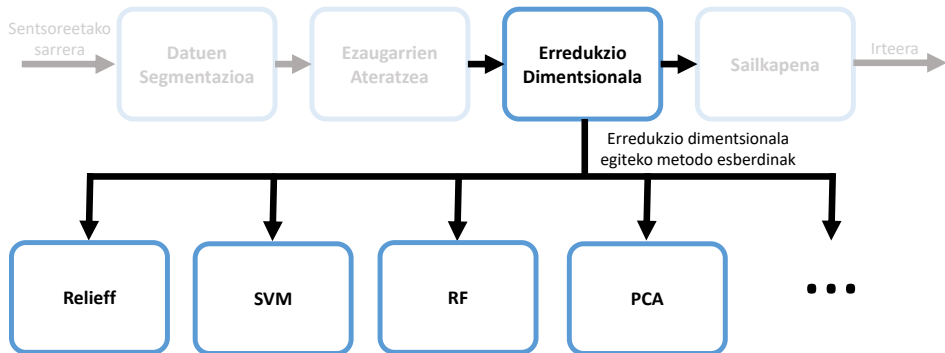 Sentsoreetako
sarrera
Datuen
Segmentazioa
Ezaugarrien
Ateratzea
Erredukzio
Dimentsionala
Sailkapena
Irteera
Erredukzio dimentsionala
egiteko metodo esberdinak
Relieff
SVM
RF
PCA
...